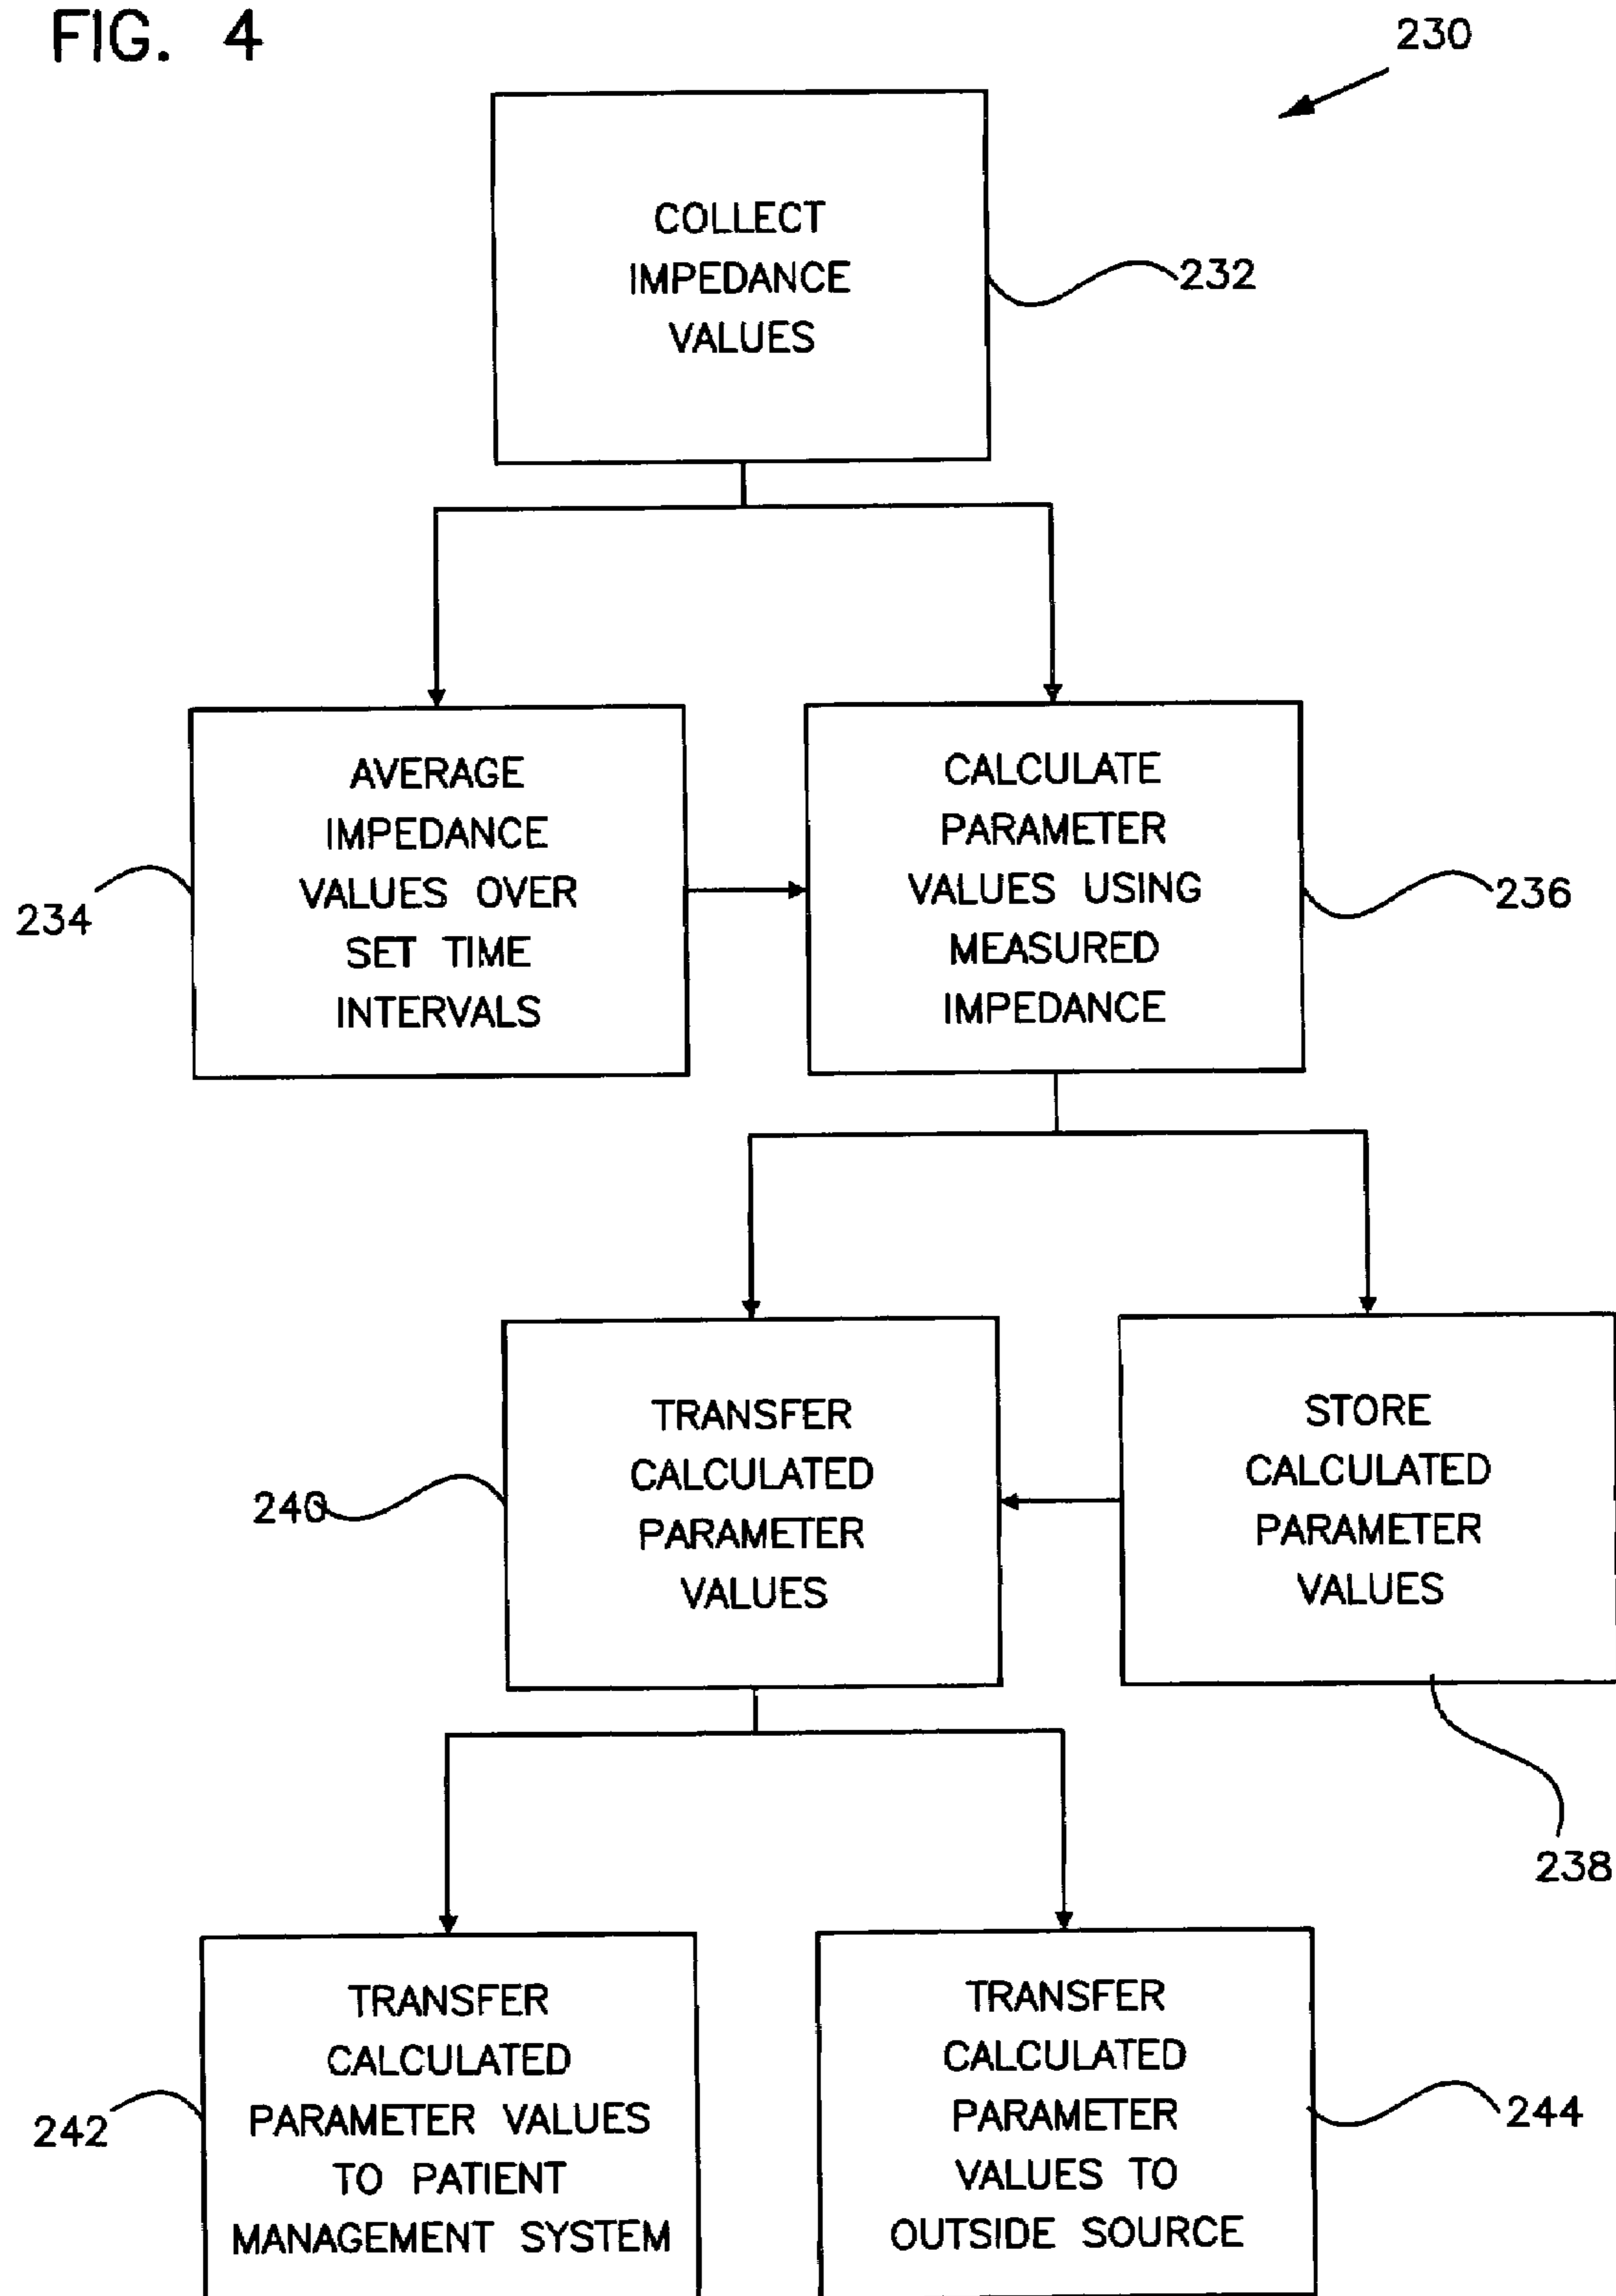 FIG. 4
230
COLLECT
IMPEDANCE
VALUES
232
AVERAGE
IMPEDANCE
VALUES OVER
SET TIME
INTERVALS
234
CALCULATE
PARAMETER
VALUES USING
MEASURED
IMPEDANCE
236
TRANSFER
CALCULATED
PARAMETER
VALUES
240
STORE
CALCULATED
PARAMETER
VALUES
238
TRANSFER
CALCULATED
PARAMETER VALUES
TO PATIENT
MANAGEMENT SYSTEM
242
TRANSFER
CALCULATED
PARAMETER
VALUES TO
OUTSIDE SOURCE
244